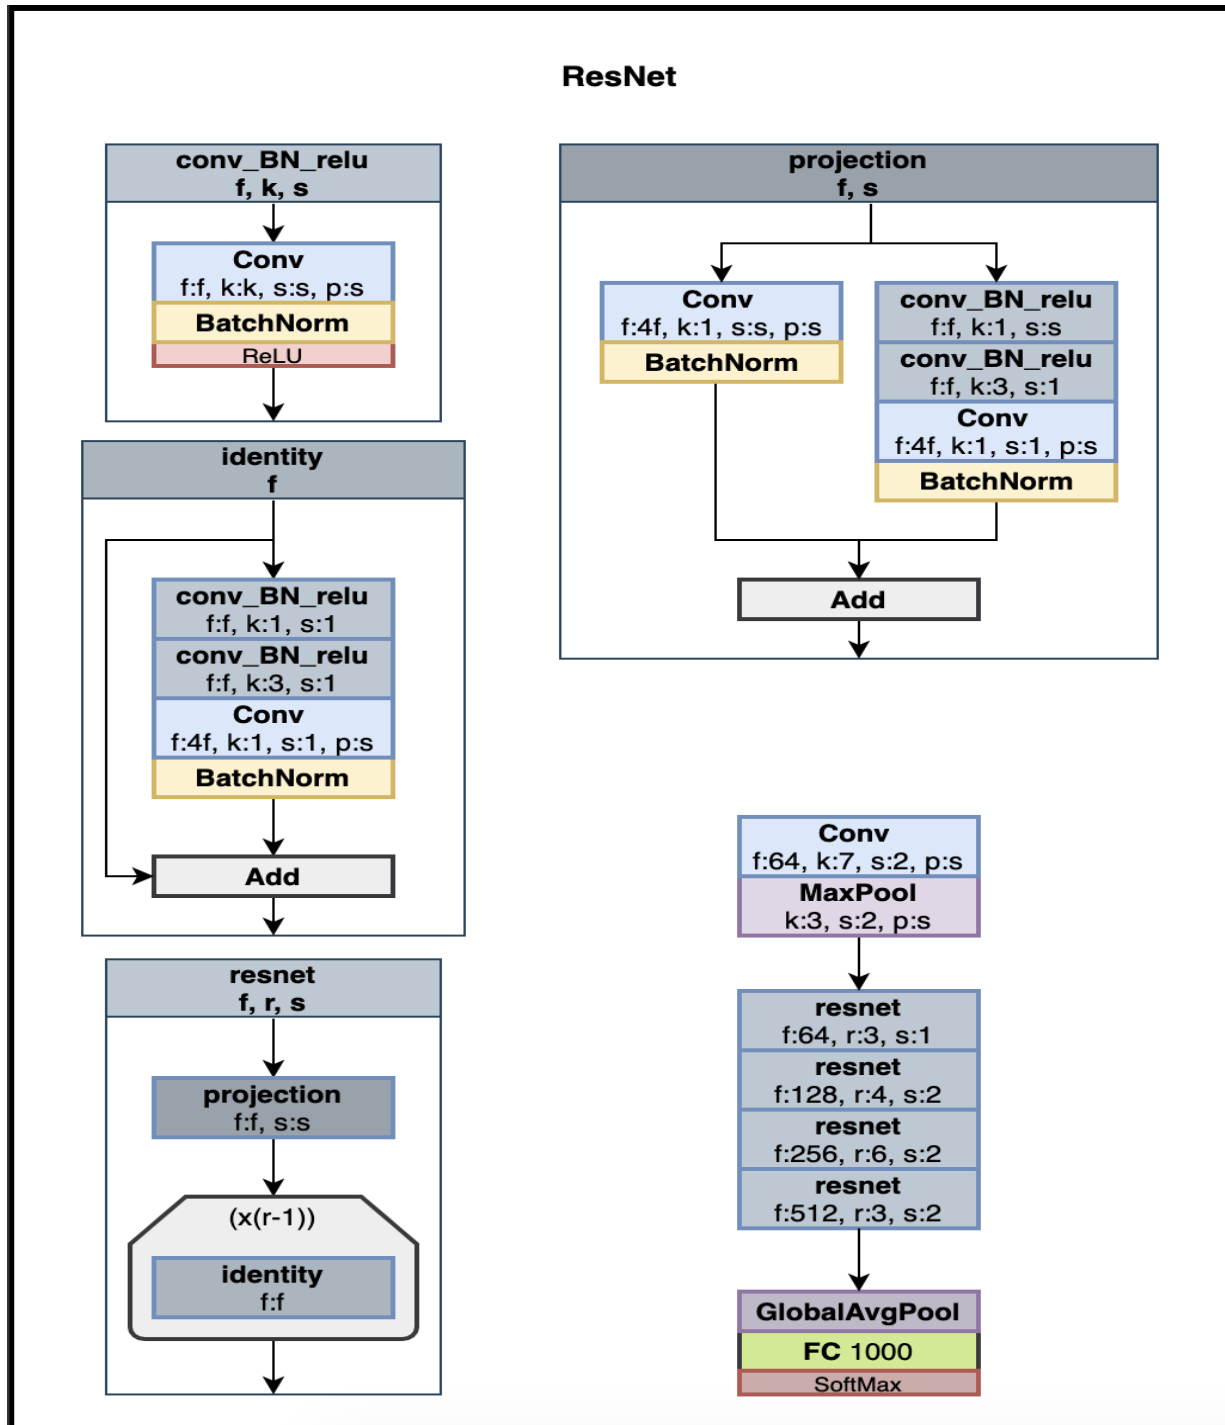 ResNet
conv_BN_relu
f, k, s
Conv
f:f, k:k, s:s, p:s
BatchNorm
ReLU
identity
f
conv_BN_relu
f:f, k:1, s:1
conv_BN_relu
f:f, k:3, s:1
Conv
f:4f, k:1, s:1, p:s
BatchNorm
Add
resnet
f, r, s
projection
f:f, s:s
(x(r-1))
identity
f:f
projection
f, s
Conv
f:4f, k:1, s:s, p:s
BatchNorm
conv_BN_relu
f:f, k:1, s:s
conv_BN_relu
f:f, k:3, s:1
Conv
f:4f, k:1, s:1, p:s
BatchNorm
Add
Conv
f:64, k:7, s:2, p:s
MaxPool
k:3, s:2, p:s
resnet
f:64, r:3, s:1
resnet
f:128, r:4, s:2
resnet
f:256, r:6, s:2
resnet
f:512, r:3, s:2
GlobalAvgPool
FC 1000
SoftMax